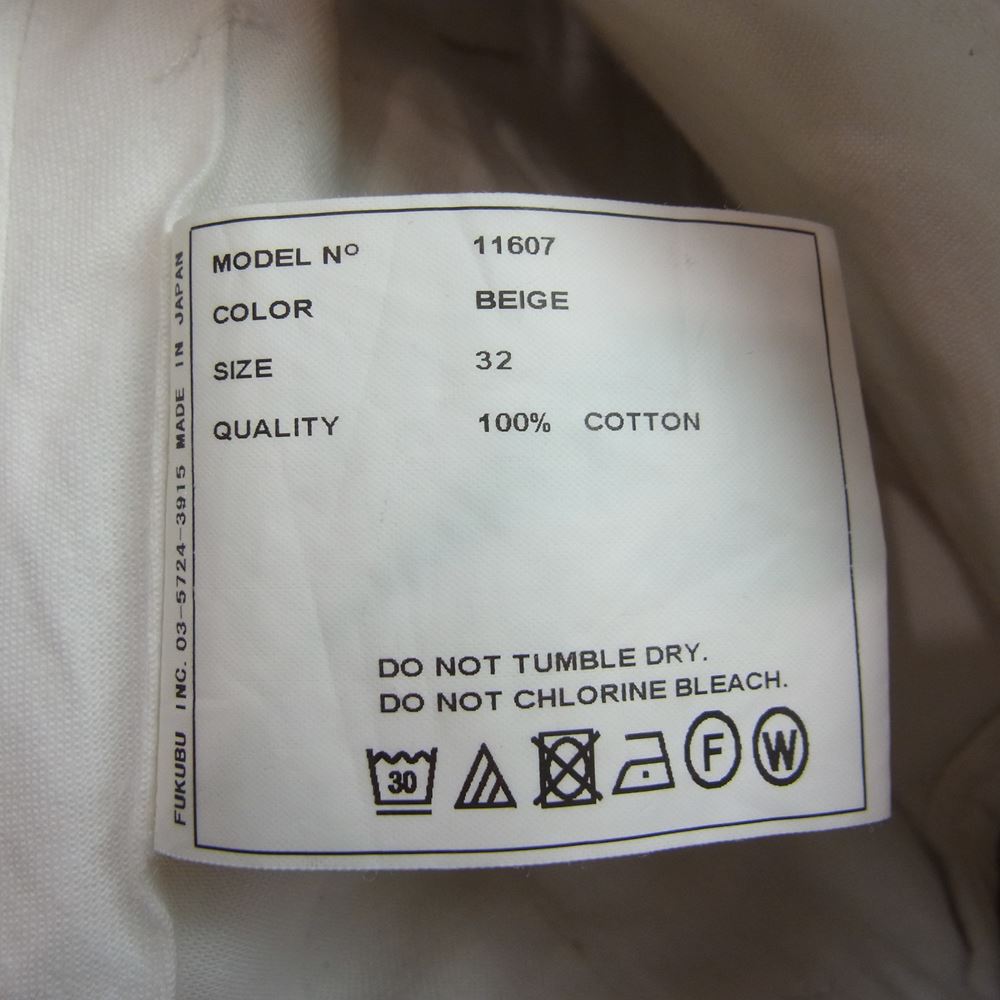 MODEL Nº 11607
COLOR BEIGE
SIZE 32
QUALITY 100% COTTON
DO NOT TUMBLE DRY.
DO NOT CHLORINE BLEACH.
30 F W
FUKUBU INC. 03-5724-3915 MADE IN JAPAN